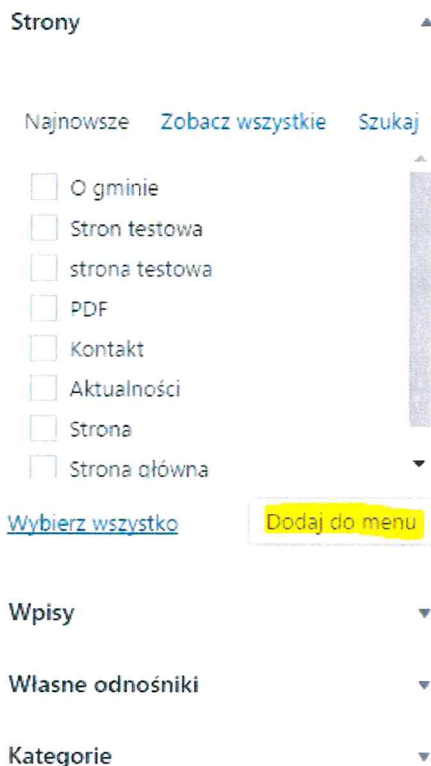 Strony
Najnowsze Zobacz wszystkie Szukaj
O gminie
Stron testowa
strona testowa
PDF
Kontakt
Aktualności
Strona
Strona główna
Wybierz wszystko Dodaj do menu
Wpisy
Własne odnośniki
Kategorie